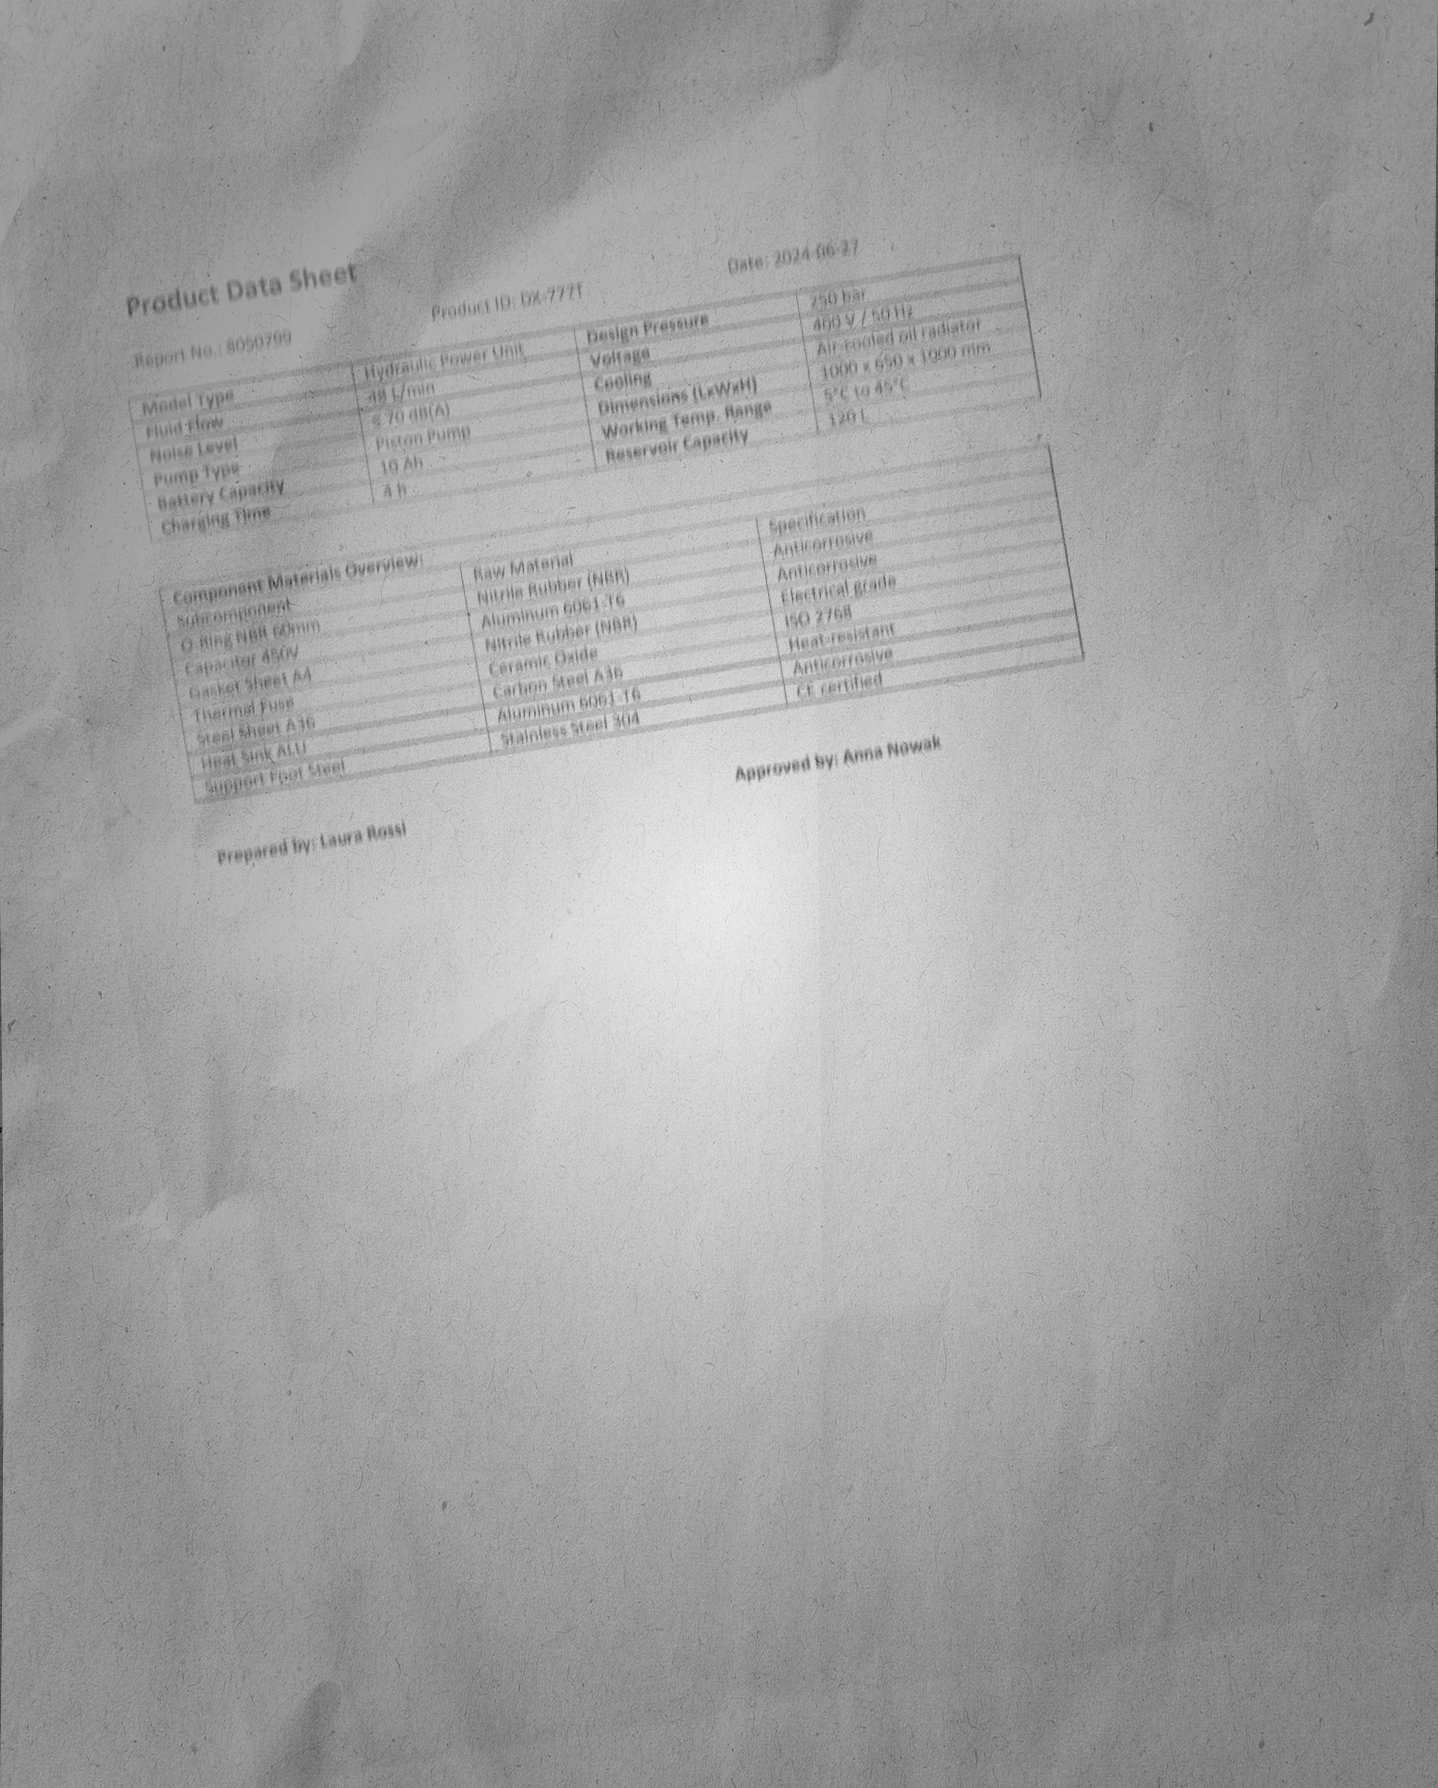 Product Data Sheet
Report No.: 8050799 Product ID: DX-777f Date: 2024-06-27
Model Type Hydraulic Power Unit Design Pressure 250 bar
Fluid Flow 48 L/min Voltage 400 V / 50 Hz
Noise Level ≤ 70 dB(A) Cooling Air-cooled oil radiator
Pump Type Piston Pump Dimensions (LxWxH) 1000 x 650 x 1000 mm
Battery Capacity 10 Ah Working Temp. Range 5°C to 45°C
Charging Time 4 h Reservoir Capacity 120 L
Component Materials Overview:
Subcomponent Raw Material Specification
O-Ring NBR 60mm Nitrile Rubber (NBR) Anticorrosive
Capacitor 450V Aluminum 6061-T6 Anticorrosive
Gasket Sheet A4 Nitrile Rubber (NBR) Electrical grade
Thermal Fuse Ceramic Oxide ISO 2768
Steel Sheet A36 Carbon Steel A36 Heat-resistant
Heat Sink ALU Aluminum 6061-T6 Anticorrosive
Support Foot Steel Stainless Steel 304 CE certified
Prepared by: Laura Rossi Approved by: Anna Nowak